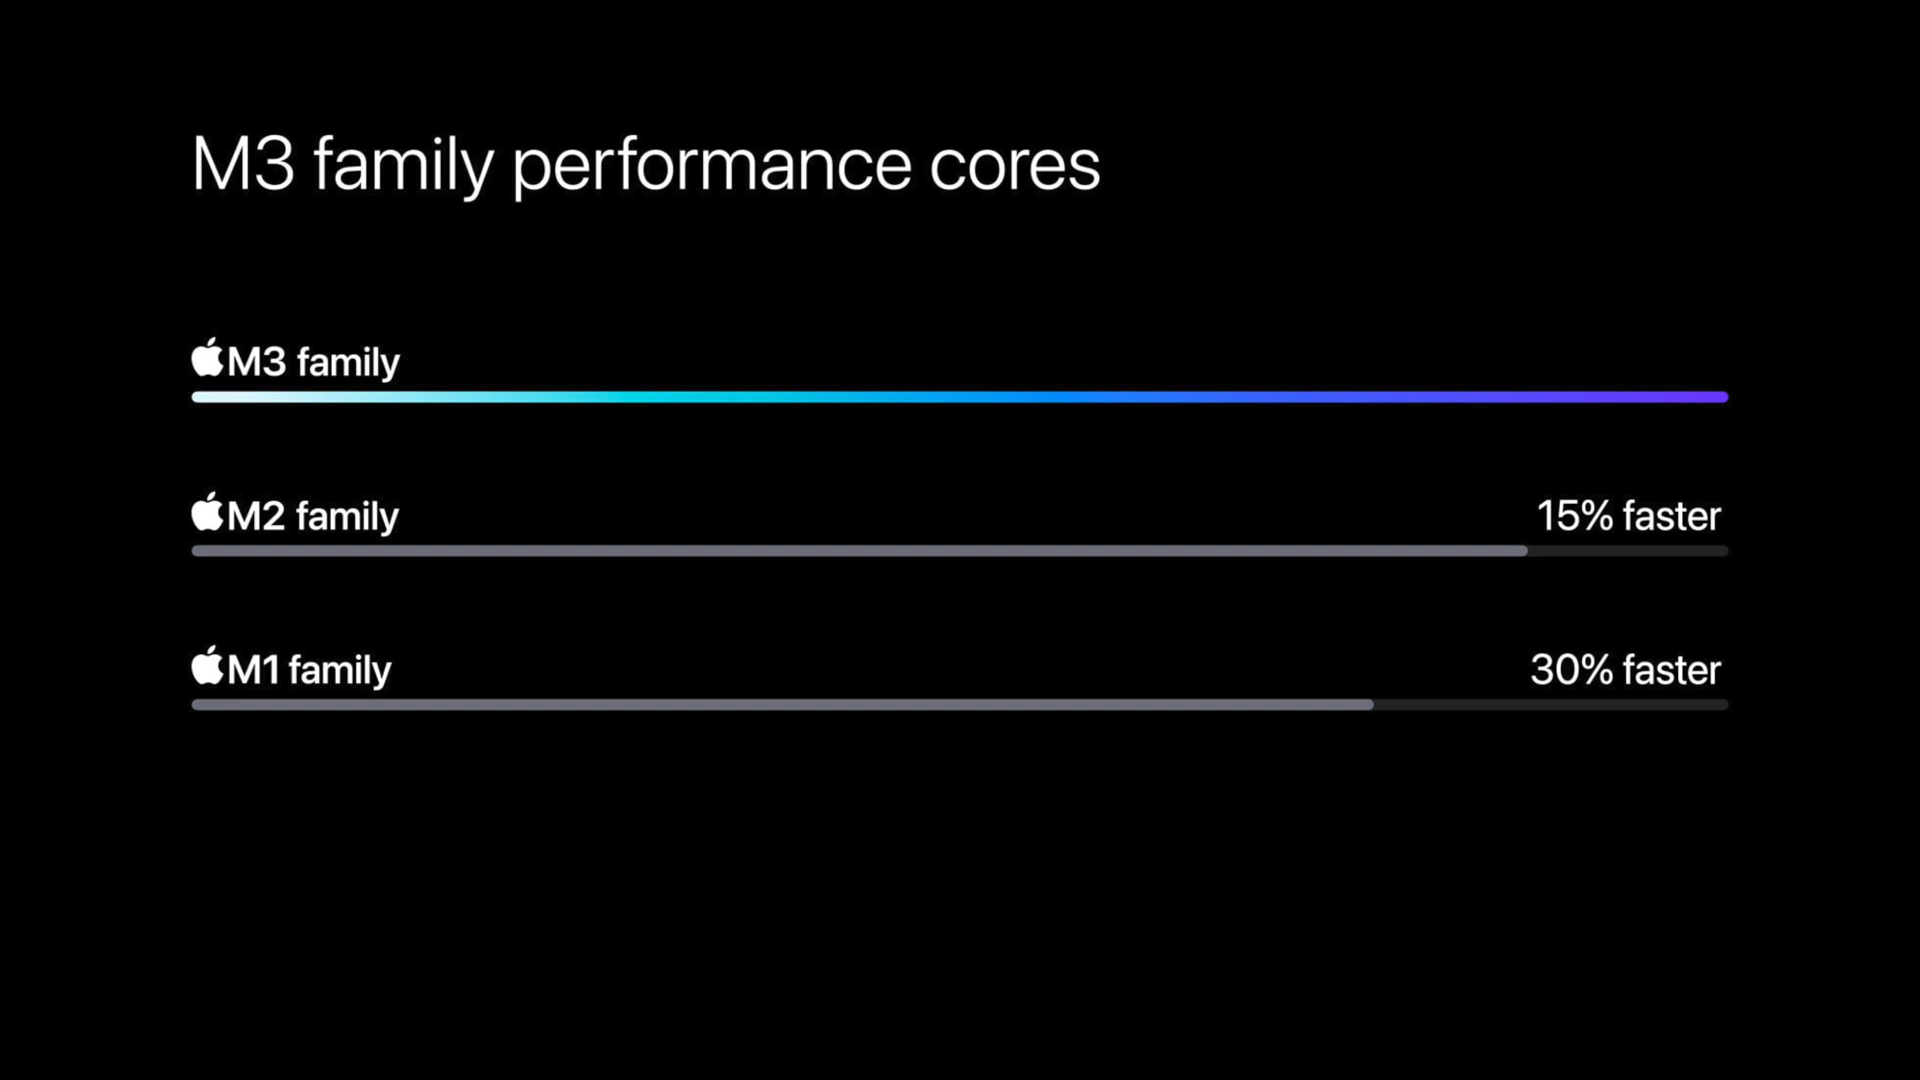 M3 family performance cores
M3 family
M2 family
15% faster
M1 family
30% faster